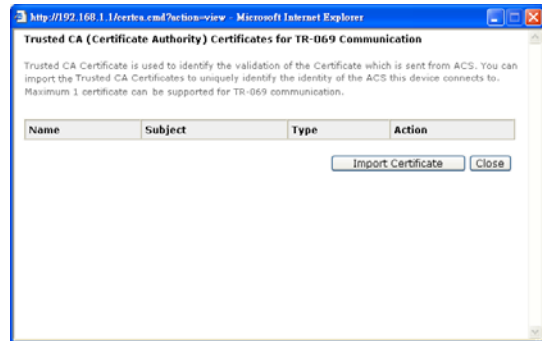 http://192.168.1.1/certca.cmd?action=view - Microsoft Internet Explorer
Trusted CA (Certificate Authority) Certificates for TR-069 Communication
Trusted CA Certificate is used to identify the validation of the Certificate which is sent from ACS. You can
import the Trusted CA Certificates to uniquely identify the identity of the ACS this device connects to.
Maximum 1 certificate can be supported for TR-069 communication.
Name Subject Type Action
Import Certificate Close